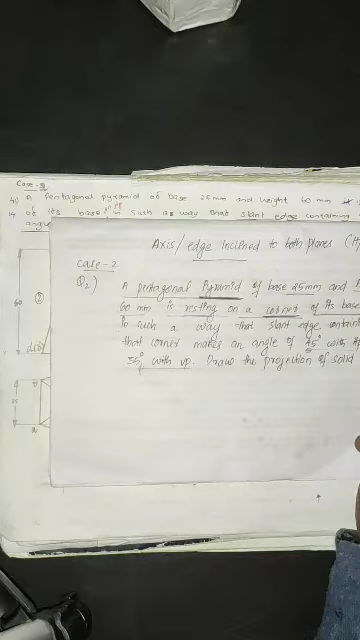 Case-2
A Pentagonal pyramid of base 25mm and height 60 mm
of its base in such a way that slant edge containing
angle
Axis/edge inclined to both planes
Case-2.
Q2) A pentagonal Pyramid of base 25mm and
60 mm is resting on a corner of its base
In such a way that slant edge
that corner makes an angle of 45° with
35° with vp. Draw the projection of solid
60